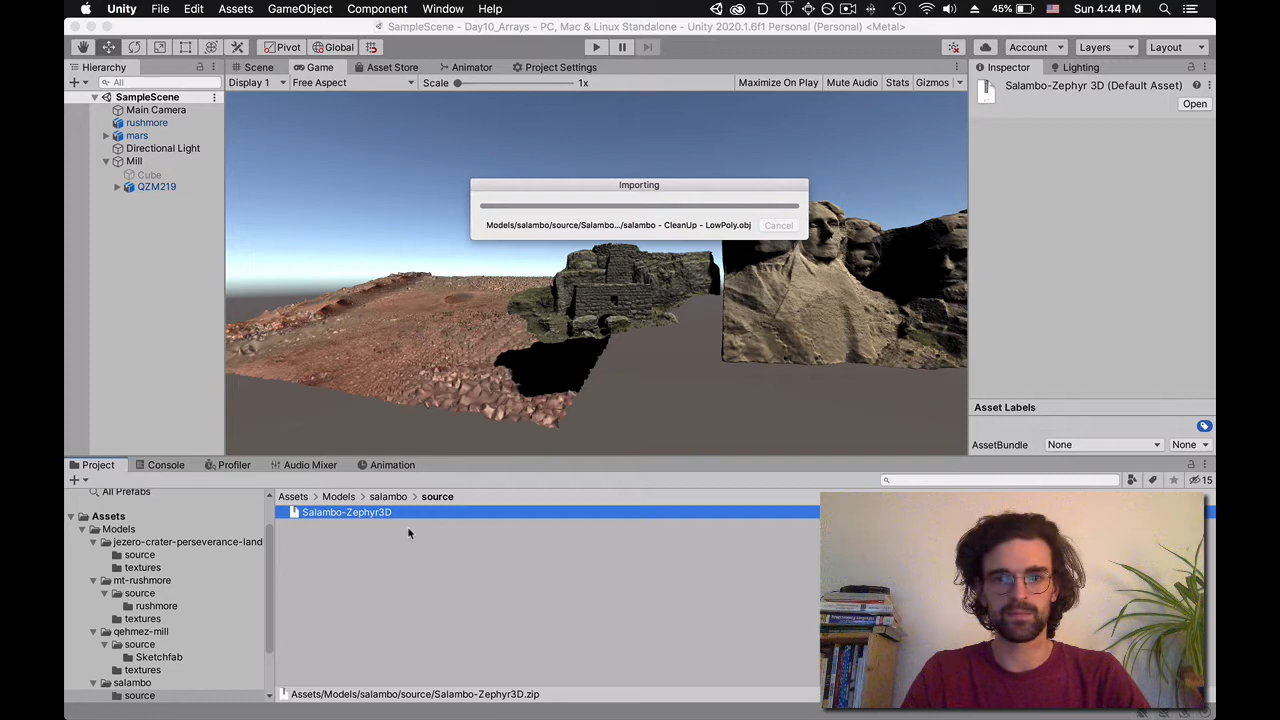 Unity File Edit Assets GameObject Component Window Help 45% Sun 4:44 PM
SampleScene - Day10_Arrays - PC, Mac & Linux Standalone - Unity 2020.1.6f1 Personal (Personal) <Metal>
Pivot Global Account Layers Layout
Hierarchy Scene Game Asset Store Animator Project Settings Inspector Lighting
All Display 1 Free Aspect Scale 1x Maximize On Play Mute Audio Stats Gizmos Salambo-Zephyr 3D (Default Asset)
SampleScene Open
Main Camera
rushmore
mars
Directional Light
Mill
Cube
QZM219
Importing
Models/salambo/source/Salambo.../salambo - CleanUp - LowPoly.obj Cancel
Asset Labels
AssetBundle None None
Project Console Profiler Audio Mixer Animation
15
All Prefabs Assets > Models > salambo > source
Salambo-Zephyr3D
Assets
Models
jezero-crater-perseverance-land
source
textures
mt-rushmore
source
rushmore
textures
qehmez-mill
source
Sketchfab
textures
salambo
source
Assets/Models/salambo/source/Salambo-Zephyr3D.zip